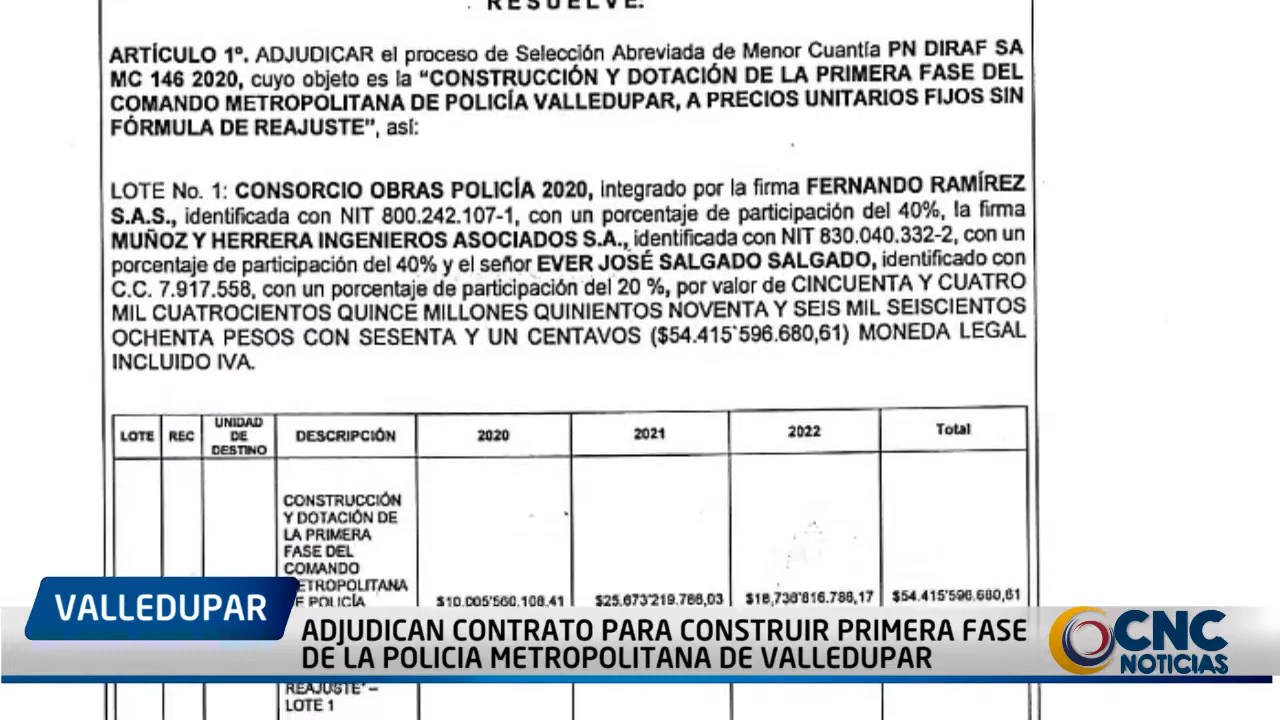 RESUELVE:
ARTÍCULO 1º. ADJUDICAR el proceso de Selección Abreviada de Menor Cuantía PN DIRAF SA
MC 146 2020, cuyo objeto es la “CONSTRUCCIÓN Y DOTACIÓN DE LA PRIMERA FASE DEL
COMANDO METROPOLITANA DE POLICÍA VALLEDUPAR, A PRECIOS UNITARIOS FIJOS SIN
FÓRMULA DE REAJUSTE”, así:
LOTE No. 1: CONSORCIO OBRAS POLICÍA 2020, integrado por la firma FERNANDO RAMÍREZ
S.A.S., identificada con NIT 800.242.107-1, con un porcentaje de participación del 40%, la firma
MUÑOZ Y HERRERA INGENIEROS ASOCIADOS S.A., identificada con NIT 830.040.332-2, con un
porcentaje de participación del 40% y el señor EVER JOSÉ SALGADO SALGADO, identificado con
C.C. 7.917.558, con un porcentaje de participación del 20 %, por valor de CINCUENTA Y CUATRO
MIL CUATROCIENTOS QUINCE MILLONES QUINIENTOS NOVENTA Y SEIS MIL SEISCIENTOS
OCHENTA PESOS CON SESENTA Y UN CENTAVOS ($54.415`596.680,61) MONEDA LEGAL
INCLUIDO IVA.
LOTE REC UNIDAD DE DESTINO DESCRIPCIÓN 2020 2021 2022 Total
CONSTRUCCIÓN
Y DOTACIÓN DE
LA PRIMERA
FASE DEL
COMANDO
METROPOLITANA
DE POLICÍA
$25.673'219.786,03 $18.736'816.786,17 $54.415'596.680,61
VALLEDUPAR
ADJUDICAN CONTRATO PARA CONSTRUIR PRIMERA FASE
DE LA POLICIA METROPOLITANA DE VALLEDUPAR
CNC
NOTICIAS
REAJUSTE” –
LOTE 1